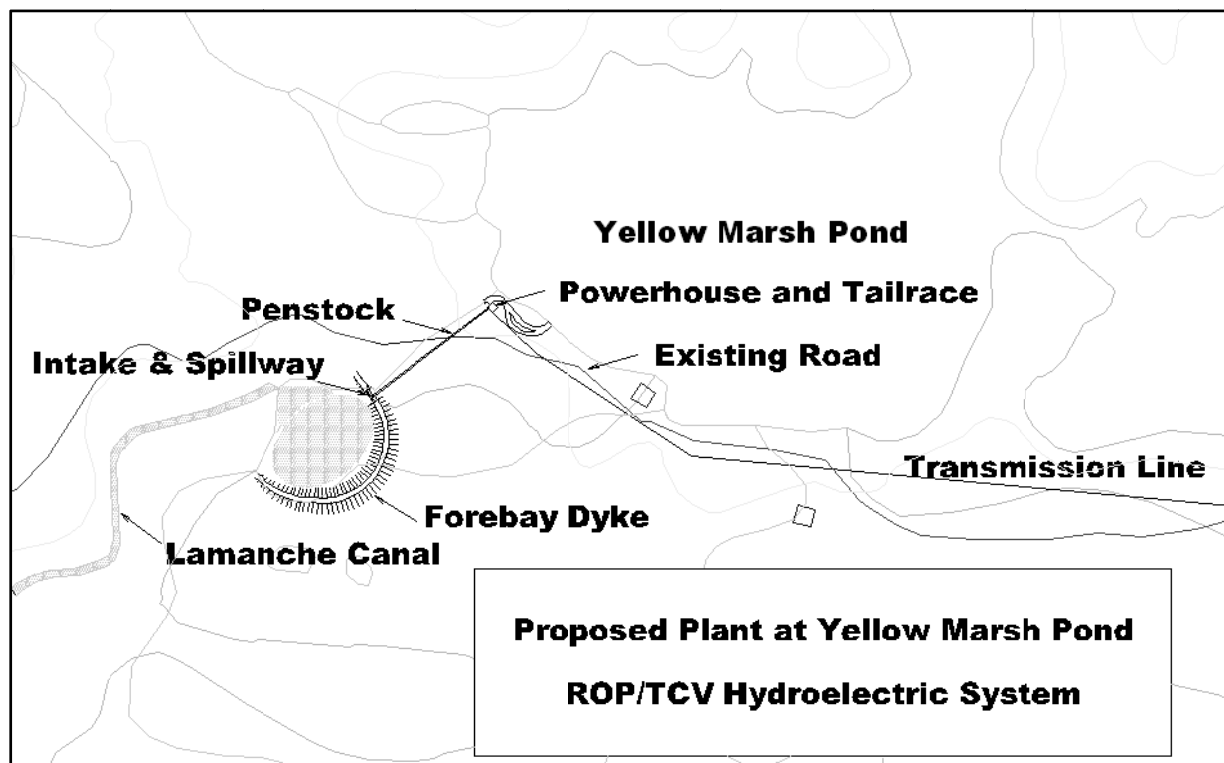 Yellow Marsh Pond
Powerhouse and Tailrace
Penstock
Existing Road
Intake & Spillway
Transmission Line
Forebay Dyke
Lamanche Canal
Proposed Plant at Yellow Marsh Pond
ROP/TCV Hydroelectric System